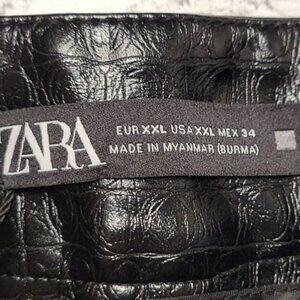 ZARA
EUR XXL USA XXL MEX 34
MADE IN MYANMAR (BURMA)